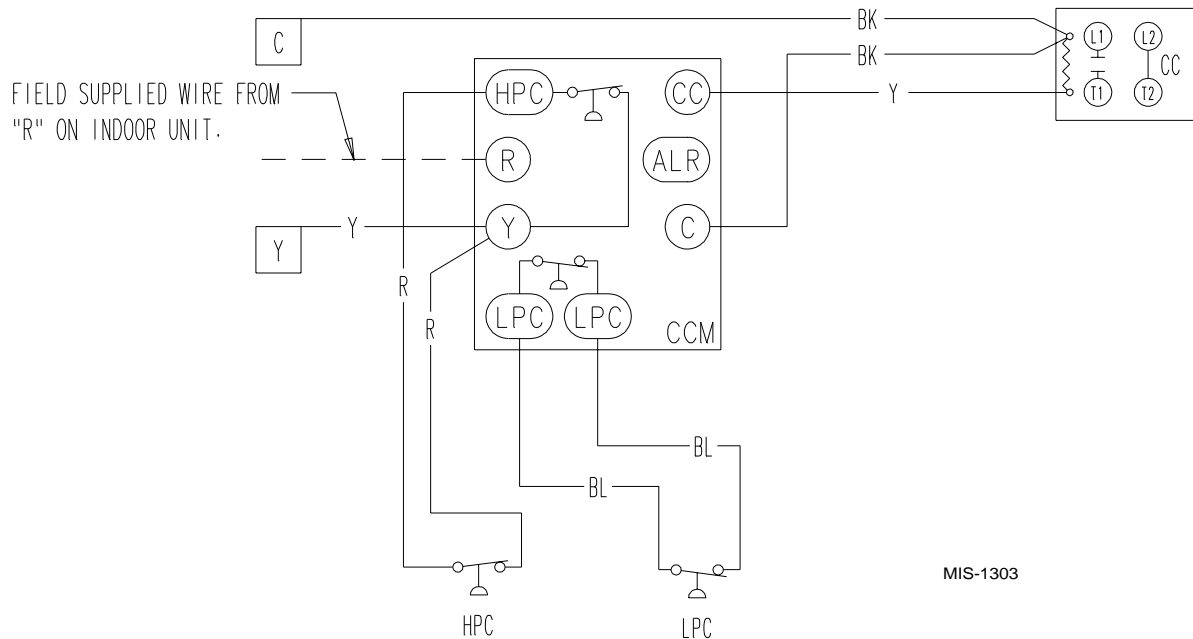 C
BK
L1
L2
BK
CC
T1
T2
FIELD SUPPLIED WIRE FROM
"R" ON INDOOR UNIT.
HPC
CC
Y
R
ALR
Y
Y
Y
C
R
R
LPC
LPC
CCM
BL
BL
HPC
LPC
MIS-1303